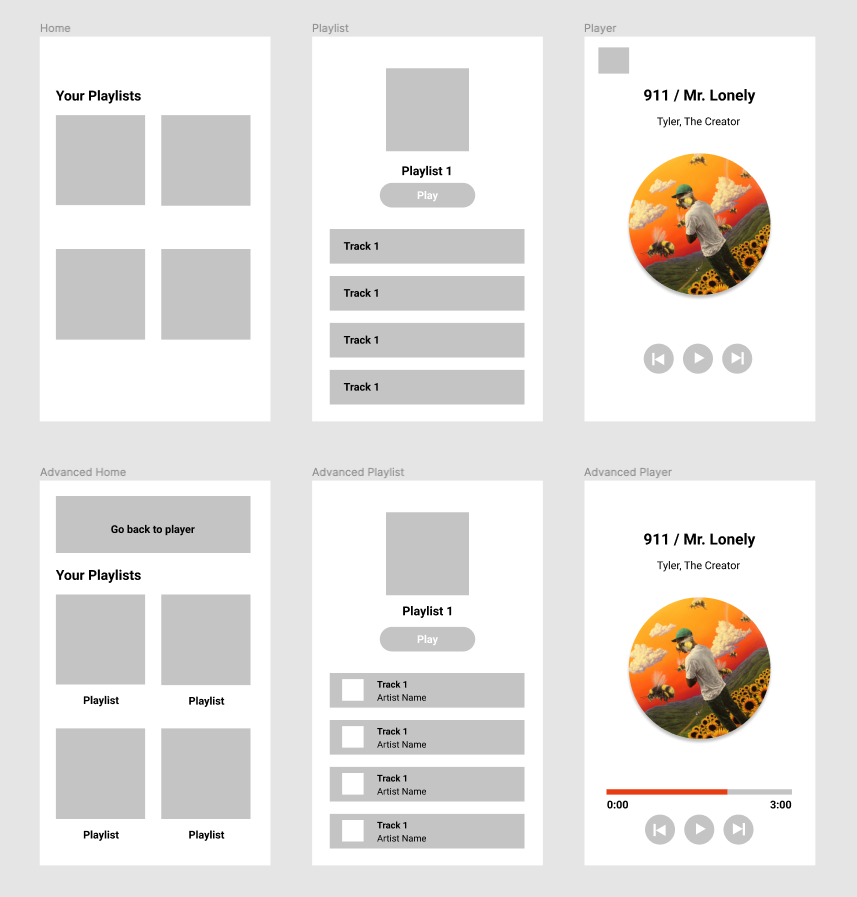 Home
Your Playlists
Playlist
Playlist 1
Play
Track 1
Track 1
Track 1
Track 1
Player
911 / Mr. Lonely
Tyler, The Creator
Advanced Home
Go back to player
Your Playlists
Playlist
Playlist
Playlist
Playlist
Advanced Playlist
Playlist 1
Play
Track 1
Artist Name
Track 1
Artist Name
Track 1
Artist Name
Track 1
Artist Name
Advanced Player
911 / Mr. Lonely
Tyler, The Creator
0:00 3:00